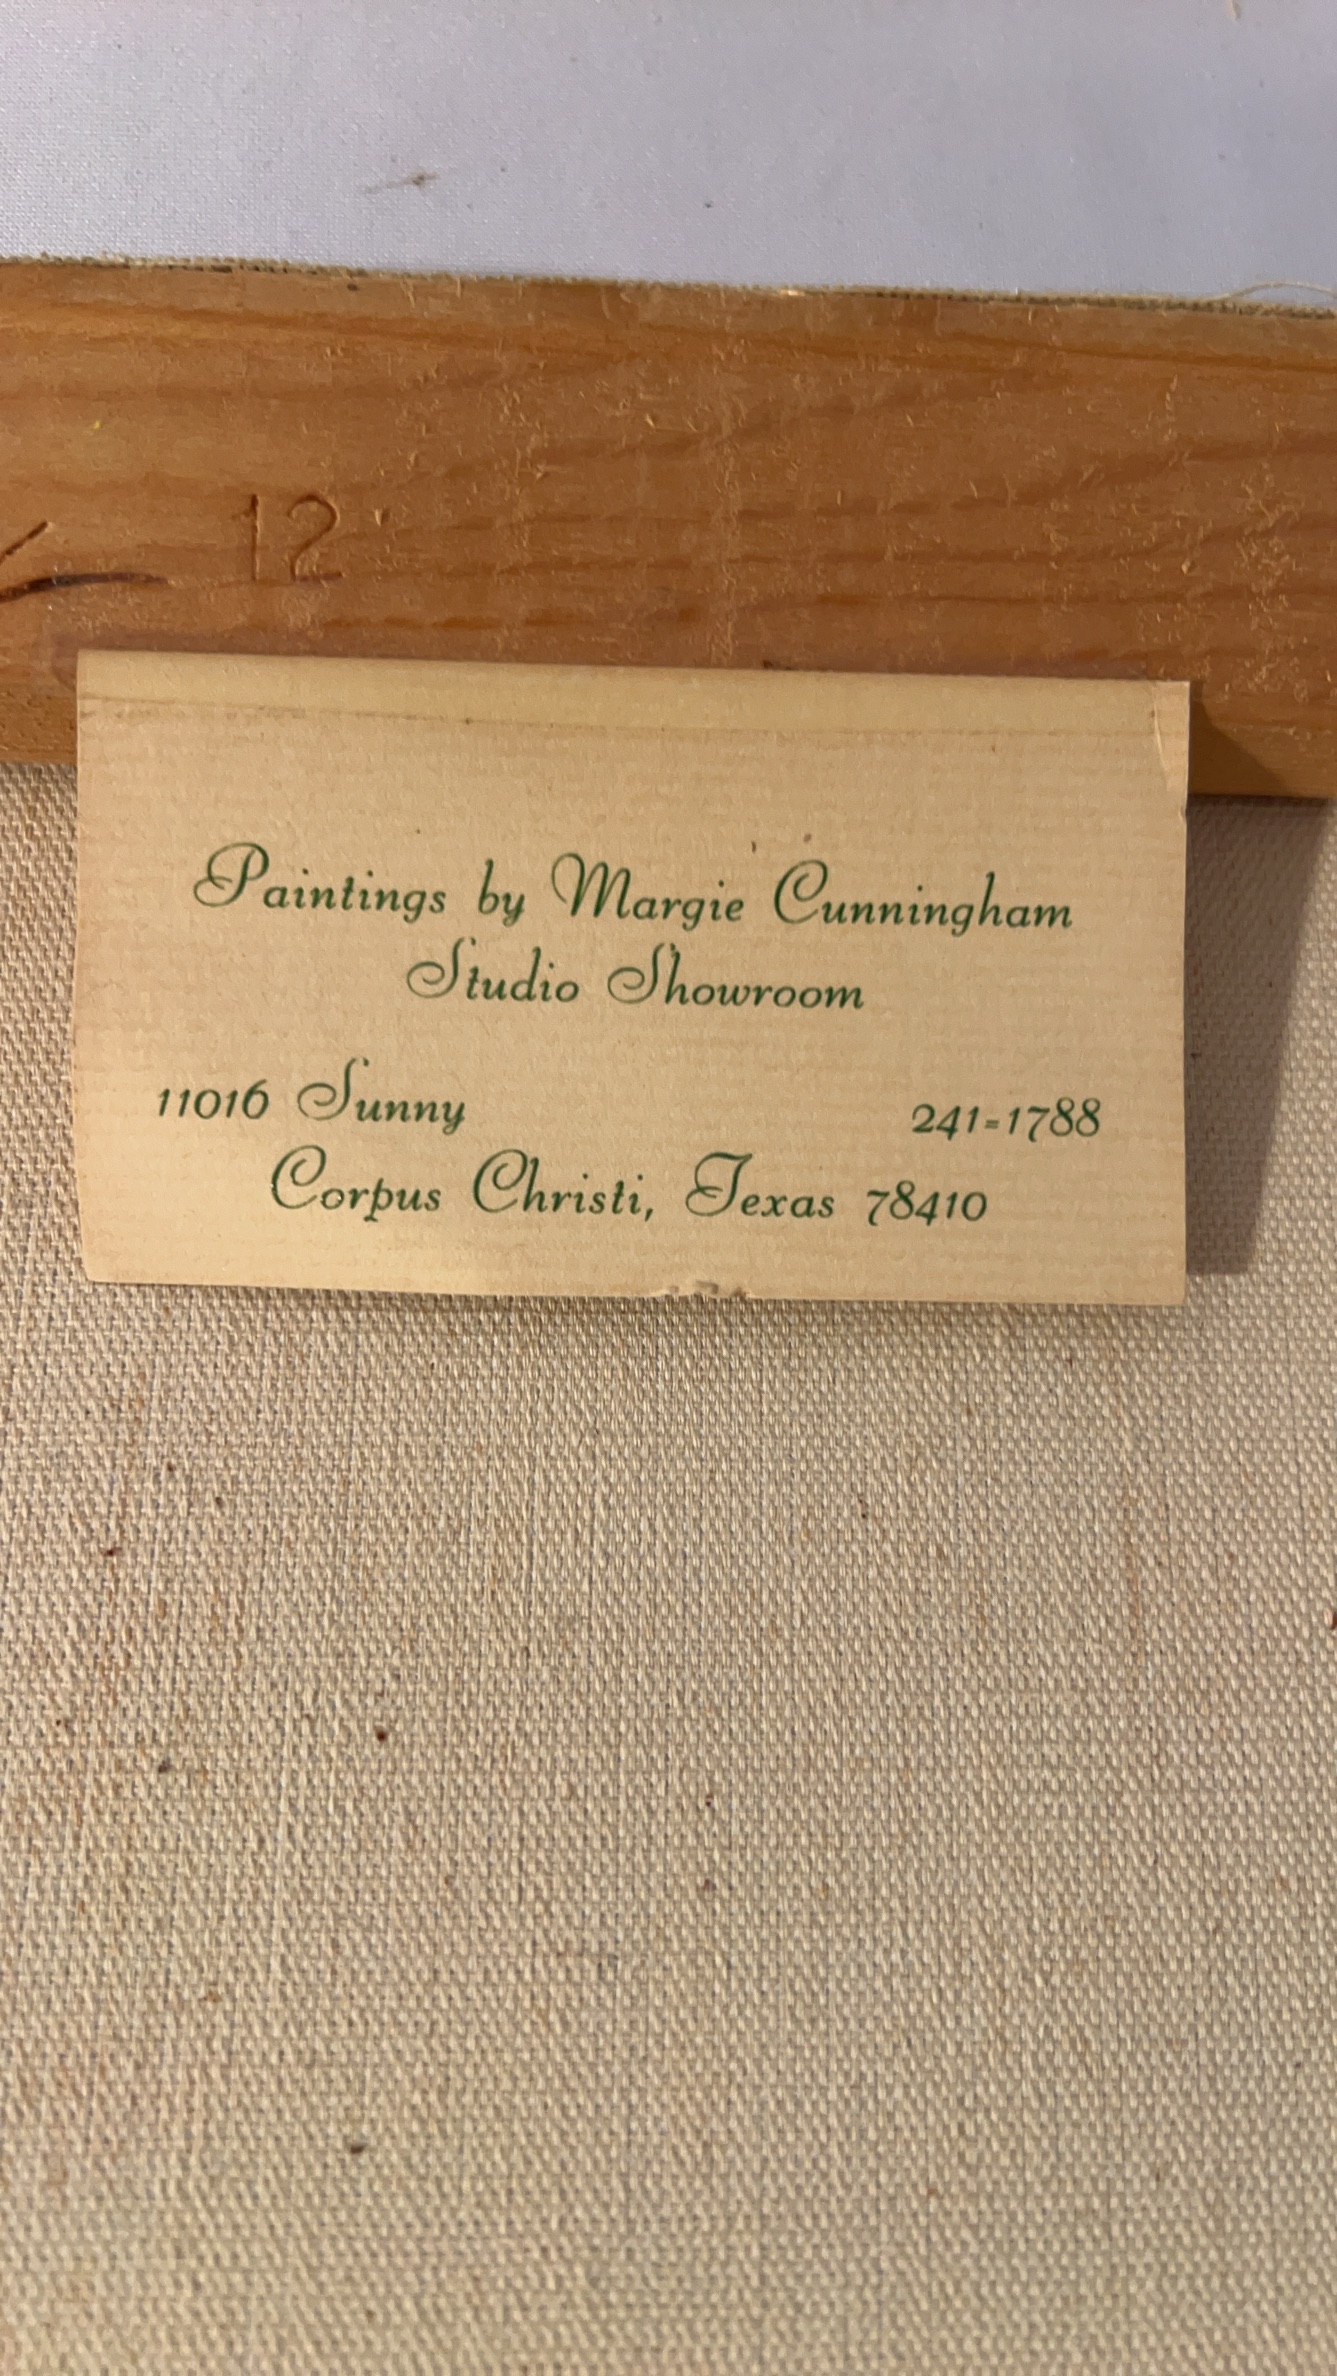 12
Paintings by Margie Cunningham
Studio Showroom
11016 Sunny 241-1788
Corpus Christi, Texas 78410